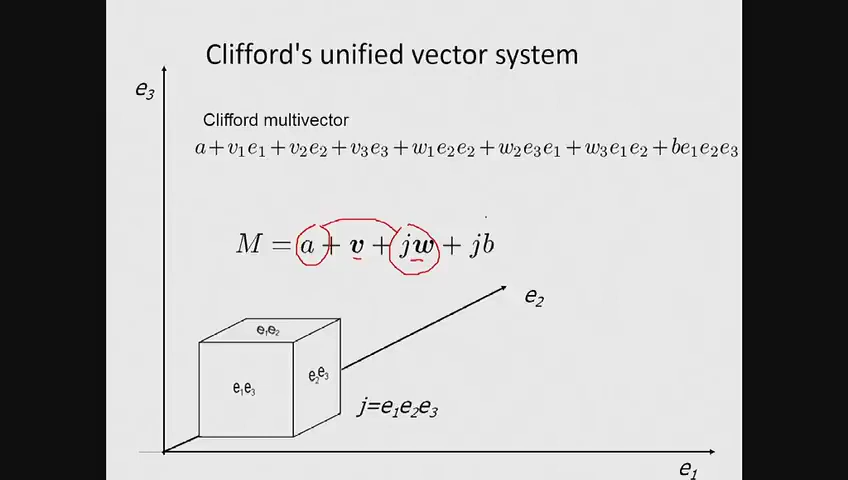 Clifford's unified vector system
e₃
Clifford multivector
a+v₁e₁+v₂e₂+v₃e₃+w₁e₂e₂+w₂e₃e₁+w₃e₁e₂+be₁e₂e₃
M = a + v + jw + jb
e₂
e₁e₂
e₂e₃
e₁e₃
j=e₁e₂e₃
e₁